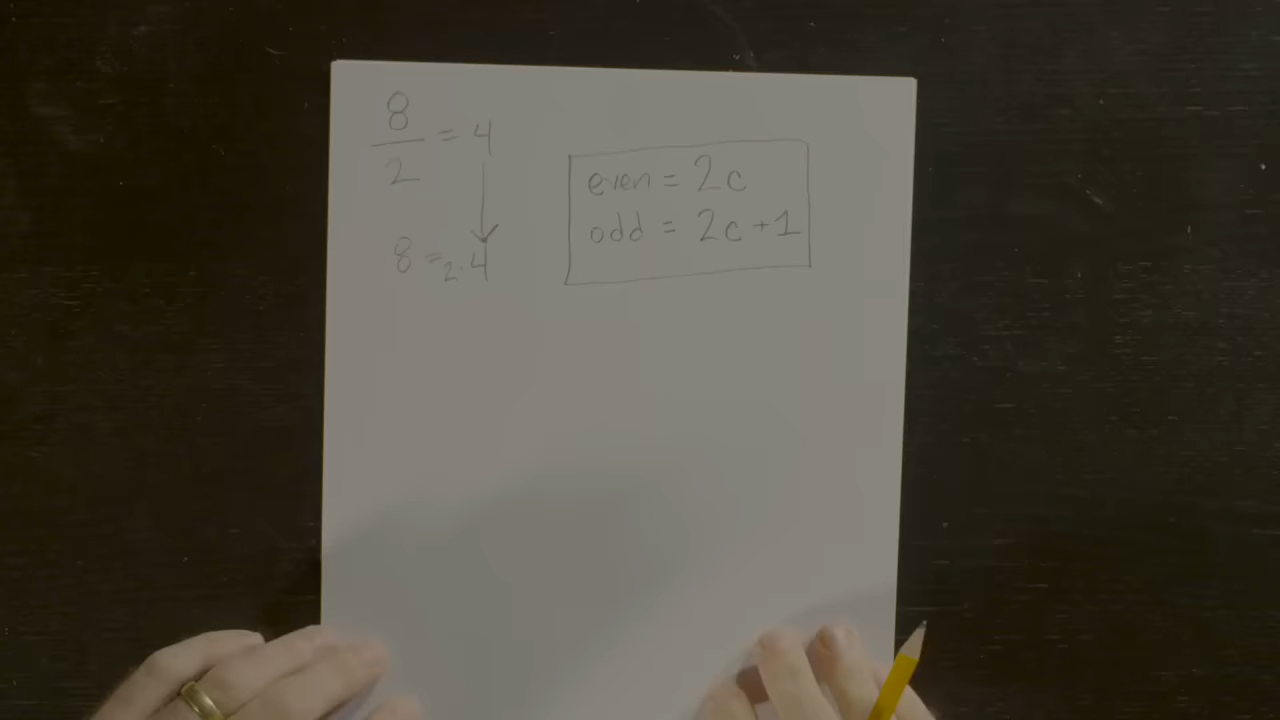 8/2 = 4
8 = 2·4
even = 2c
odd = 2c+1